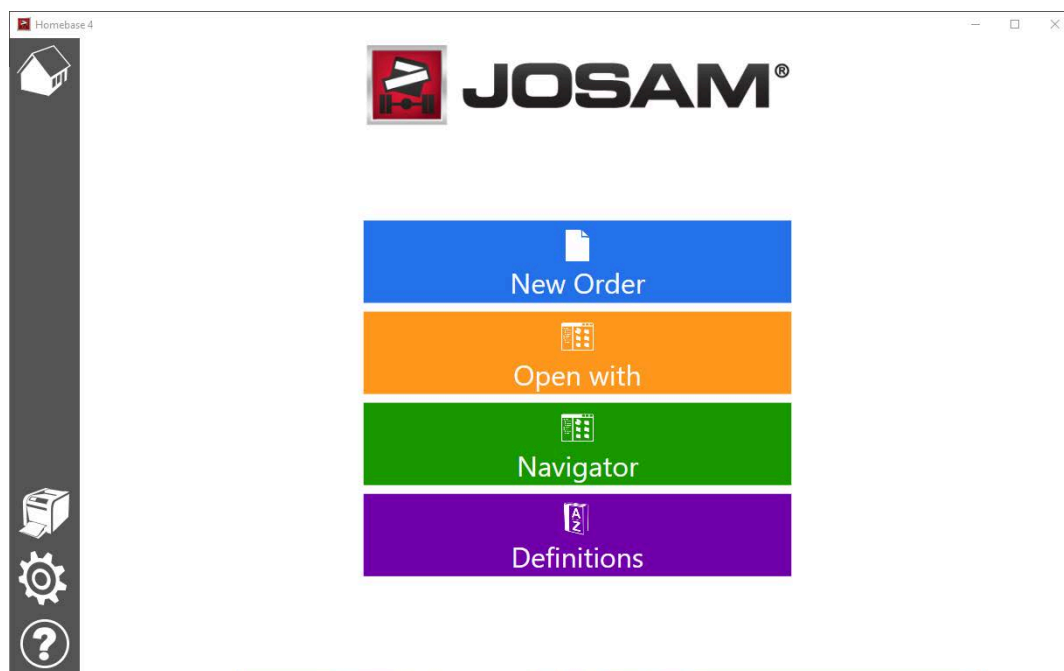 Homebase 4
JOSAM®
New Order
Open with
Navigator
A
Z
Definitions
?